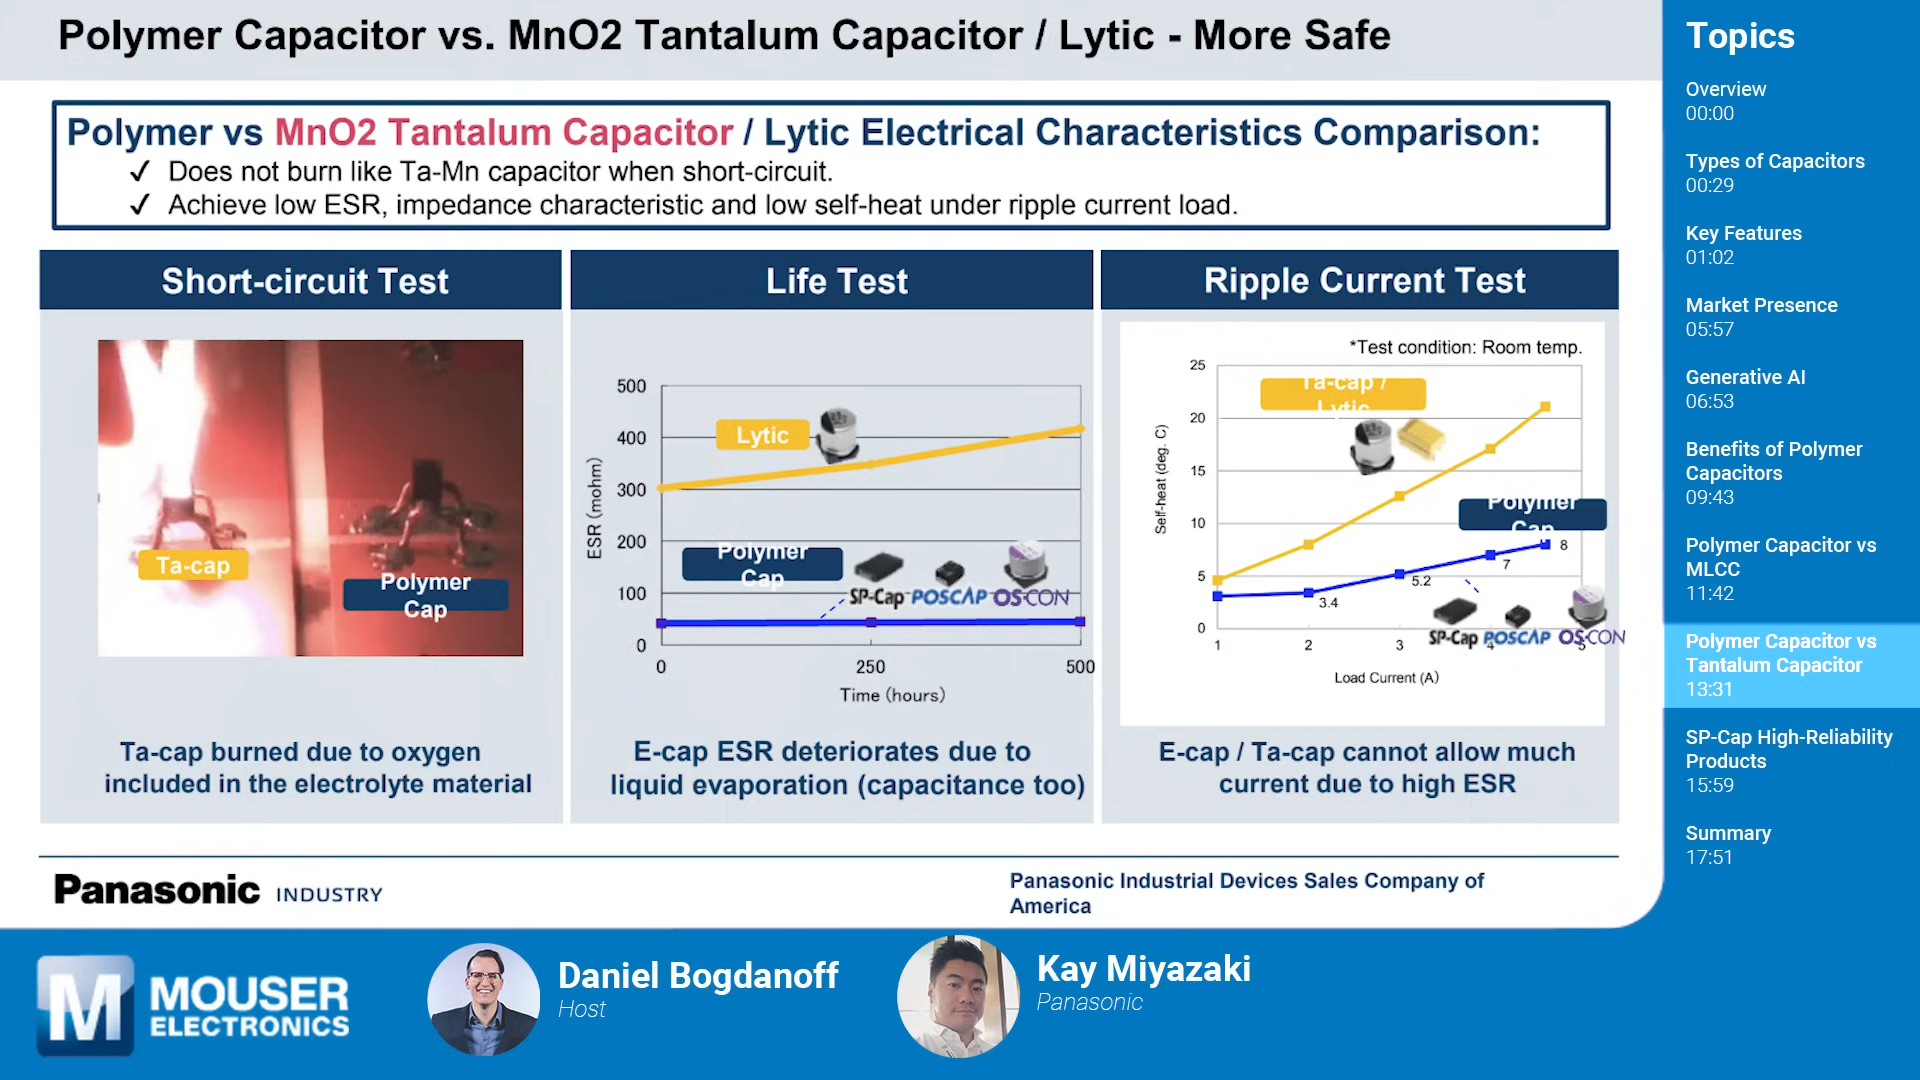 Polymer Capacitor vs. MnO2 Tantalum Capacitor / Lytic - More Safe
Polymer vs MnO2 Tantalum Capacitor / Lytic Electrical Characteristics Comparison:
✓ Does not burn like Ta-Mn capacitor when short-circuit.
✓ Achieve low ESR, impedance characteristic and low self-heat under ripple current load.
Short-circuit Test
Ta-cap
Polymer
Cap
Ta-cap burned due to oxygen
included in the electrolyte material
Life Test
500
400
300
200
100
0
ESR (mohm)
Lytic
Polymer
Cap
SP-Cap POSCAP OS-CON
0 250 500
Time (hours)
E-cap ESR deteriorates due to
liquid evaporation (capacitance too)
Ripple Current Test
*Test condition: Room temp.
25
20
15
10
5
0
Self-heat (deg. C)
Ta-cap /
Lytic
Polymer
Cap
3.4
5.2
7
8
SP-Cap POSCAP OS-CON
1 2 3 4 5
Load Current (A)
E-cap / Ta-cap cannot allow much
current due to high ESR
Panasonic INDUSTRY
Panasonic Industrial Devices Sales Company of
America
M MOUSER
ELECTRONICS
Daniel Bogdanoff
Host
Kay Miyazaki
Panasonic
Topics
Overview
00:00
Types of Capacitors
00:29
Key Features
01:02
Market Presence
05:57
Generative AI
06:53
Benefits of Polymer
Capacitors
09:43
Polymer Capacitor vs
MLCC
11:42
Polymer Capacitor vs
Tantalum Capacitor
13:31
SP-Cap High-Reliability
Products
15:59
Summary
17:51